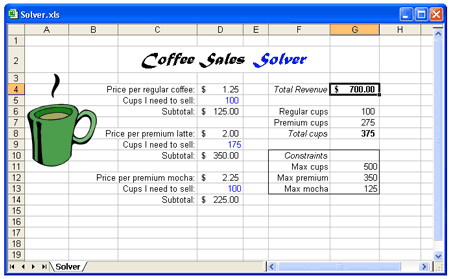 Solver.xls
A B C D E F G H
1
2 Coffee Sales Solver
3
4 Price per regular coffee: $ 1.25 Total Revenue $ 700.00
5 Cups I need to sell: 100
6 Subtotal: $ 125.00 Regular cups 100
7 Premium cups 275
8 Price per premium latte: $ 2.00 Total cups 375
9 Cups I need to sell: 175
10 Subtotal: $ 350.00 Constraints
11 Max cups 500
12 Price per premium mocha: $ 2.25 Max premium 350
13 Cups I need to sell: 100 Max mocha 125
14 Subtotal: $ 225.00
15
16
17
18
19
Solver